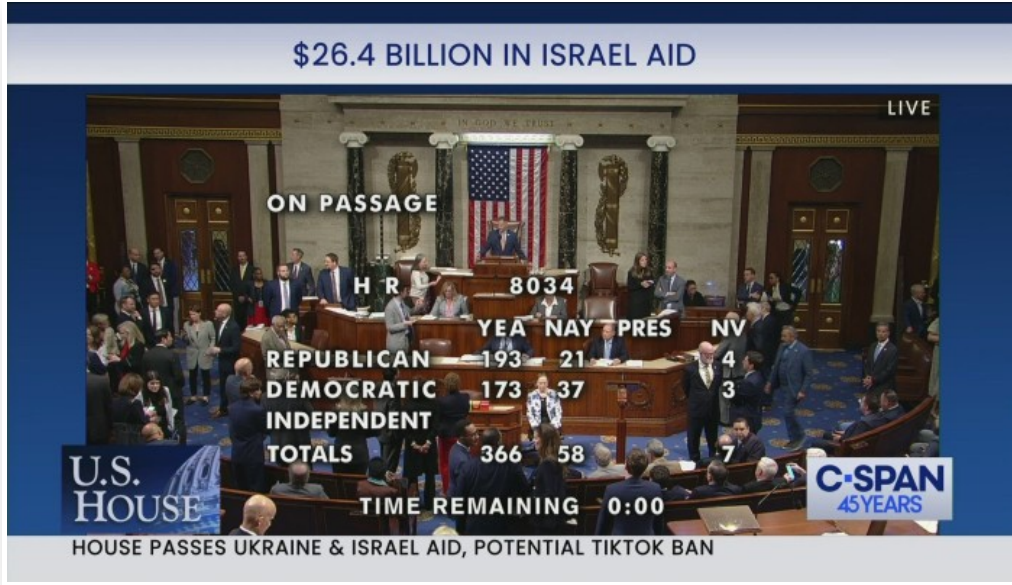 $26.4 BILLION IN ISRAEL AID
LIVE
IN GOD WE TRUST
ON PASSAGE
H R 8034
YEA NAY PRES NV
REPUBLICAN 193 21 4
DEMOCRATIC 173 37 3
INDEPENDENT
TOTALS 366 58 7
TIME REMAINING 0:00
U.S.
HOUSE
C-SPAN
45 YEARS
HOUSE PASSES UKRAINE & ISRAEL AID, POTENTIAL TIKTOK BAN